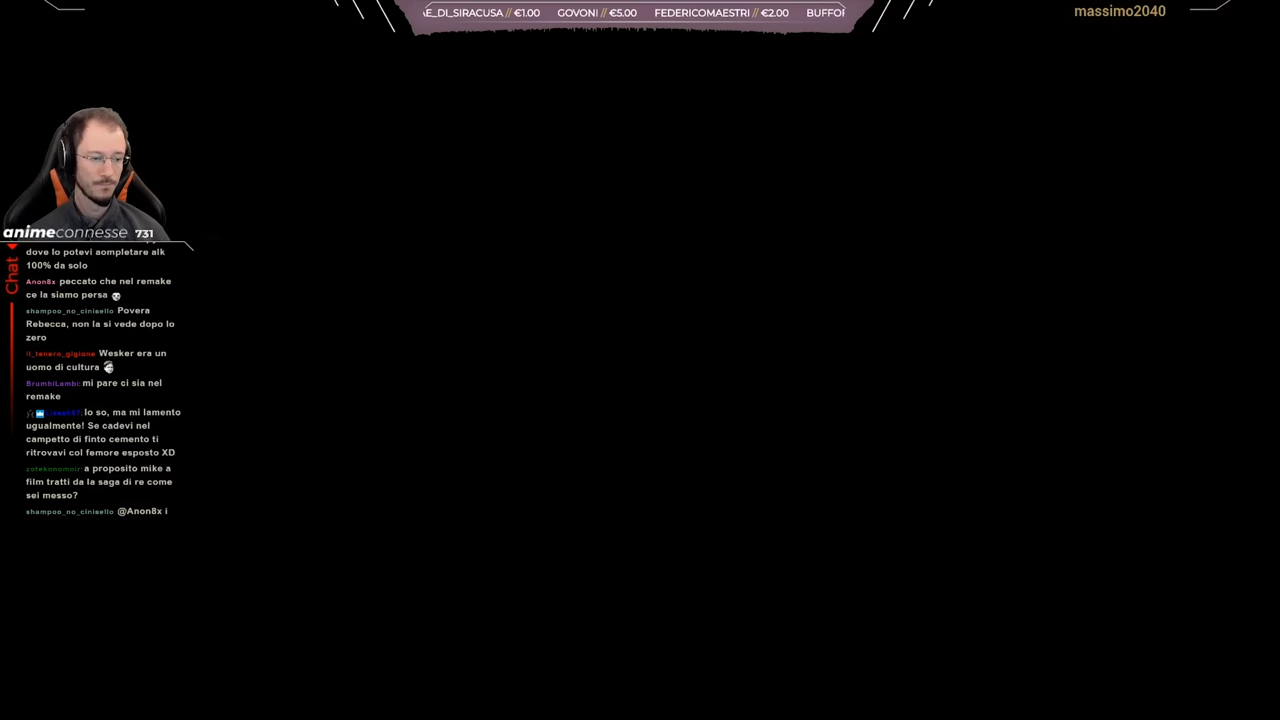 E_DI_SIRACUSA // €1.00 GOVONI // €5.00 FEDERICOMAESTRI // €2.00 BUFFO
massimo2040
animeconnesse 731
Chat
dove lo potevi aompletare alk
100% da solo
Anon8x peccato che nel remake
ce la siamo persa
shampoo_no_cinisello Povera
Rebecca, non la si vede dopo lo
zero
il_tenero_gigione Wesker era un
uomo di cultura
BrumbiLambi: mi pare ci sia nel
remake
lo so, ma mi lamento
ugualmente! Se cadevi nel
campetto di finto cemento ti
ritrovavi col femore esposto XD
zotekonomoir: a proposito mike a
film tratti da la saga di re come
sei messo?
shampoo_no_cinisello @Anon8x i